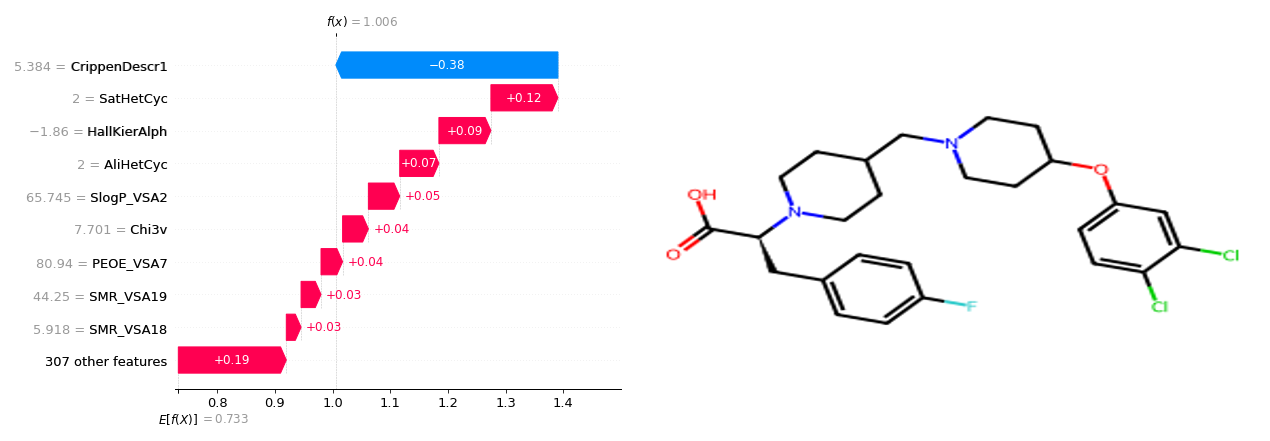 f(x) = 1.006
5.384 = CrippenDescr1
−0.38
2 = SatHetCyc
+0.12
−1.86 = HallKierAlph
+0.09
2 = AliHetCyc
+0.07
65.745 = SlogP_VSA2
+0.05
7.701 = Chi3v
+0.04
80.94 = PEOE_VSA7
+0.04
44.25 = SMR_VSA19
+0.03
5.918 = SMR_VSA18
+0.03
307 other features
+0.19
0.8 0.9 1.0 1.1 1.2 1.3 1.4
E[f(X)] = 0.733
N
O
OH
N
O
Cl
Cl
F